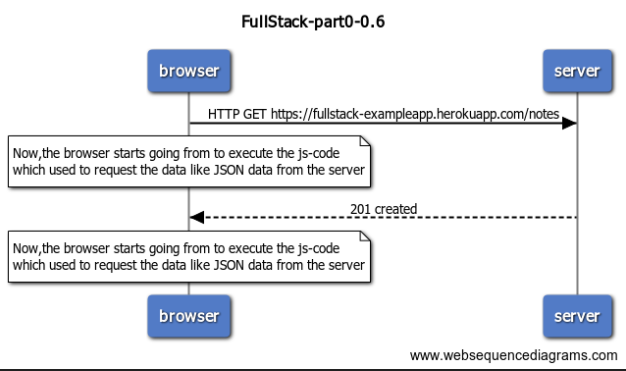 FullStack-part0-0.6
browser
server
HTTP GET https://fullstack-exampleapp.herokuapp.com/notes
Now,the browser starts going from to execute the js-code
which used to request the data like JSON data from the server
201 created
Now,the browser starts going from to execute the js-code
which used to request the data like JSON data from the server
browser
server
www.websequencediagrams.com